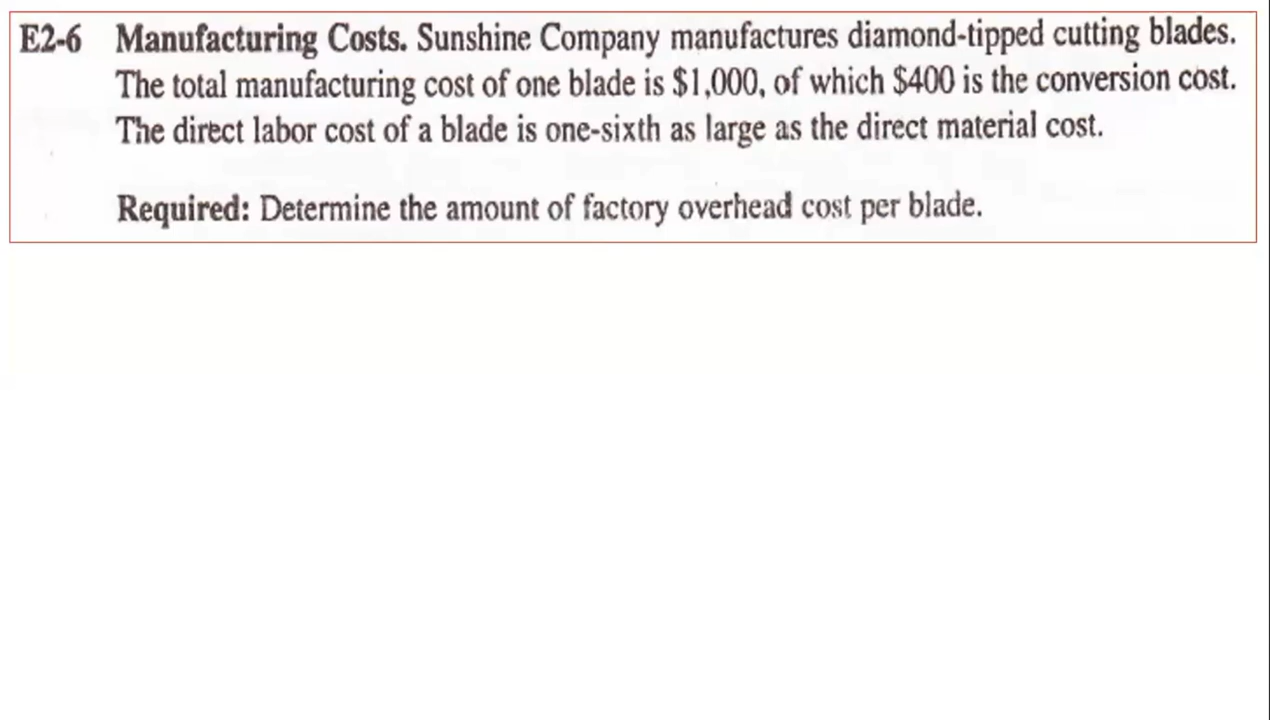 E2-6 Manufacturing Costs. Sunshine Company manufactures diamond-tipped cutting blades.
The total manufacturing cost of one blade is $1,000, of which $400 is the conversion cost.
The direct labor cost of a blade is one-sixth as large as the direct material cost.
Required: Determine the amount of factory overhead cost per blade.